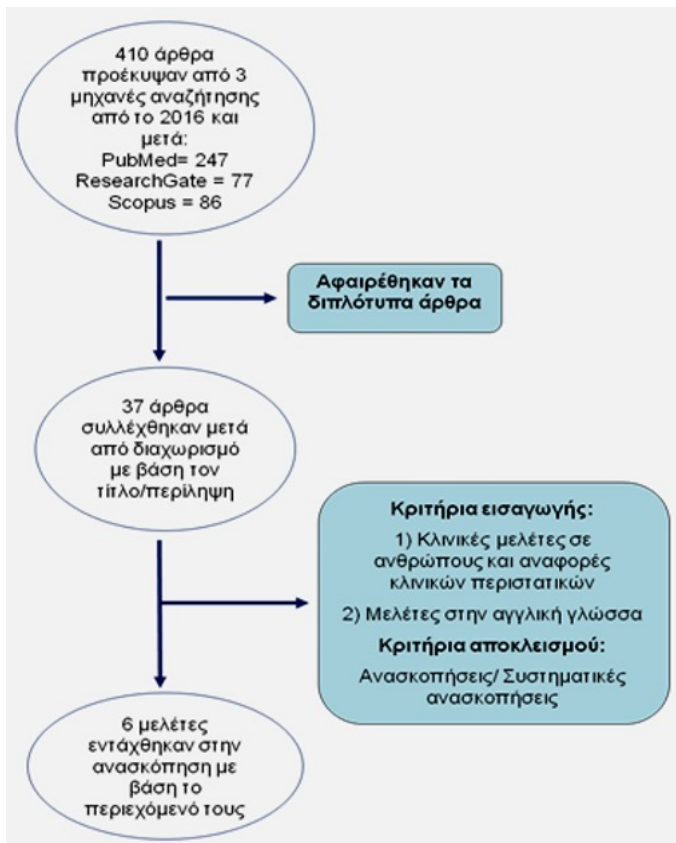 410 άρθρα
προέκυψαν από 3
μηχανές αναζήτησης
από το 2016 και
μετά:
PubMed= 247
ResearchGate = 77
Scopus = 86
Αφαιρέθηκαν τα
διπλότυπα άρθρα
37 άρθρα
συλλέχθηκαν μετά
από διαχωρισμό
με βάση τον
τίτλο/περίληψη
Κριτήρια εισαγωγής:
1) Κλινικές μελέτες σε
ανθρώπους και αναφορές
κλινικών περιστατικών
2) Μελέτες στην αγγλική γλώσσα
Κριτήρια αποκλεισμού:
Ανασκοπήσεις/ Συστηματικές
ανασκοπήσεις
6 μελέτες
εντάχθηκαν στην
ανασκόπηση με
βάση το
περιεχόμενό τους